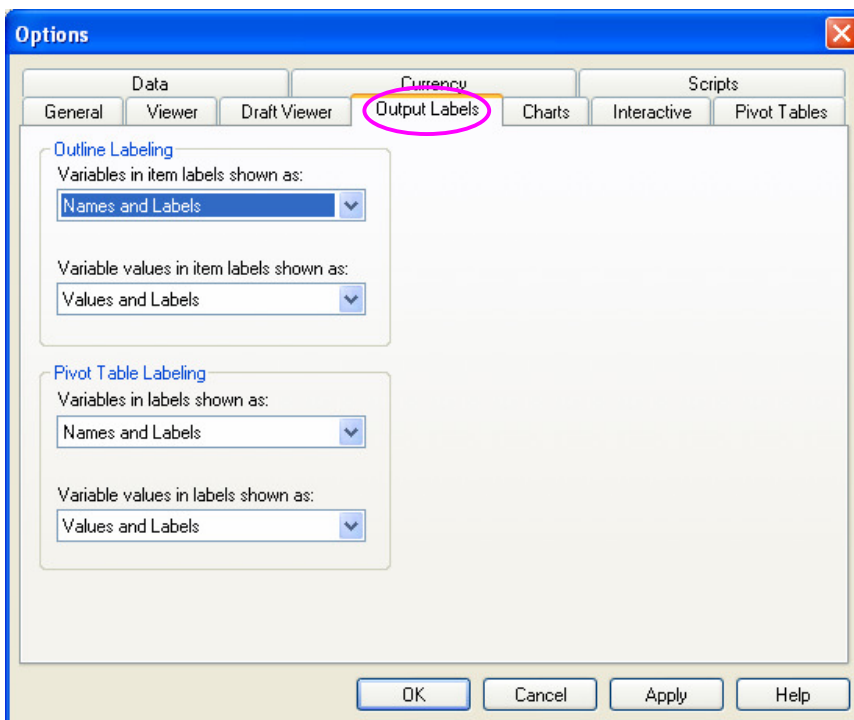 Options
Data Currency Scripts
General Viewer Draft Viewer Output Labels Charts Interactive Pivot Tables
Outline Labeling
Variables in item labels shown as:
Names and Labels
Variable values in item labels shown as:
Values and Labels
Pivot Table Labeling
Variables in labels shown as:
Names and Labels
Variable values in labels shown as:
Values and Labels
OK Cancel Apply Help